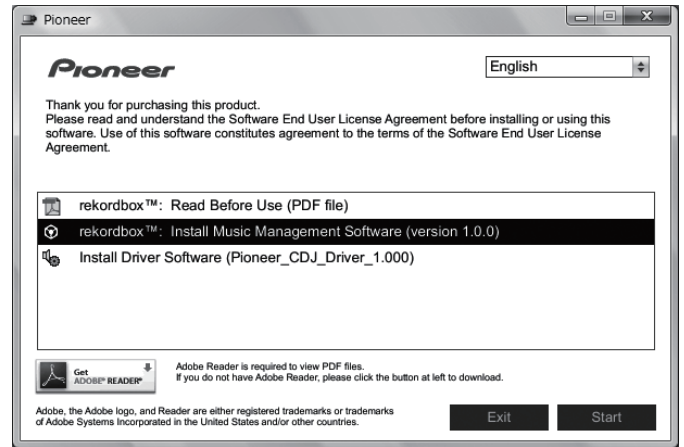 Pioneer
Pioneer
English
Thank you for purchasing this product.
Please read and understand the Software End User License Agreement before installing or using this
software. Use of this software constitutes agreement to the terms of the Software End User License
Agreement.
rekordbox™: Read Before Use (PDF file)
rekordbox™: Install Music Management Software (version 1.0.0)
Install Driver Software (Pioneer_CDJ_Driver_1.000)
Get
ADOBE® READER®
Adobe Reader is required to view PDF files.
If you do not have Adobe Reader, please click the button at left to download.
Adobe, the Adobe logo, and Reader are either registered trademarks or trademarks
of Adobe Systems Incorporated in the United States and/or other countries.
Exit
Start